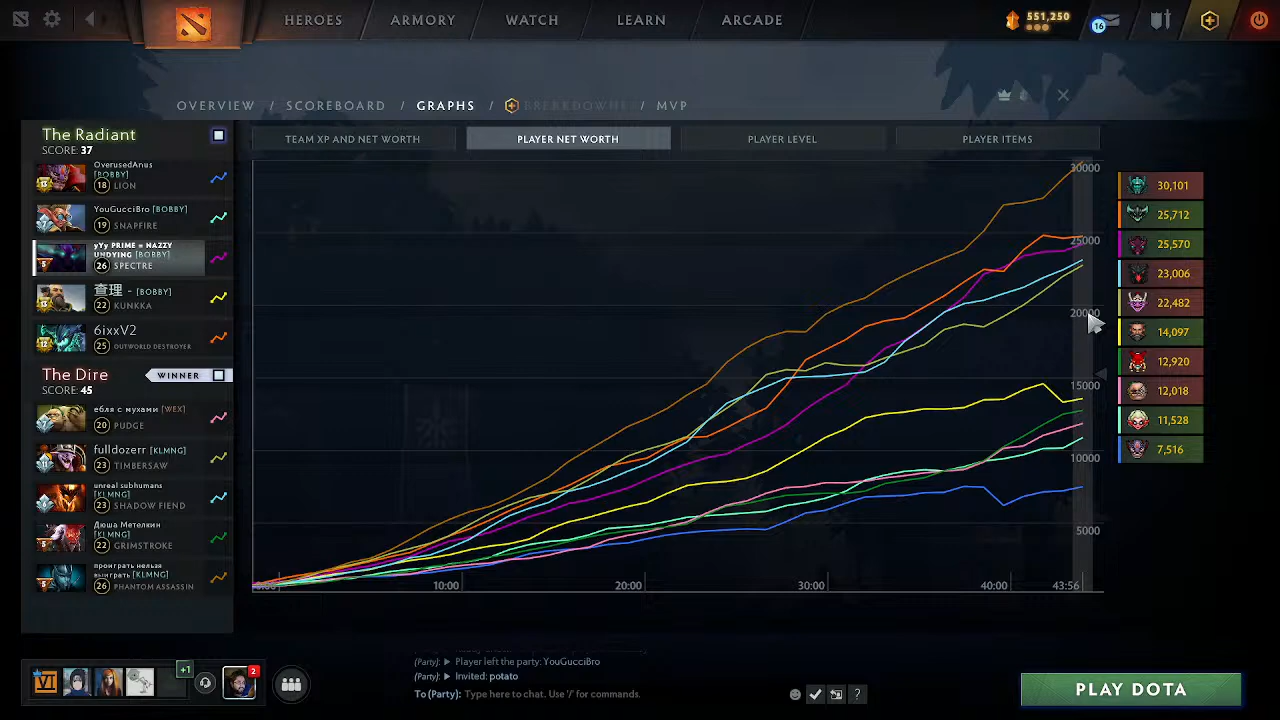 HEROES ARMORY WATCH LEARN ARCADE 551,250 16
OVERVIEW / SCOREBOARD / GRAPHS / BREAKDOWNS / MVP
TEAM XP AND NET WORTH PLAYER NET WORTH PLAYER LEVEL PLAYER ITEMS
The Radiant
SCORE: 37
OverusedAnus
[BOBBY]
18 LION
YouGucciBro [BOBBY]
19 SNAPFIRE
yYy PRIME = NAZZY
UNDYING [BOBBY]
26 SPECTRE
查理 - [BOBBY]
22 KUNKKA
6ixxV2
25 OUTWORLD DESTROYER
The Dire
WINNER
SCORE: 45
ебля с мухами [WEX]
20 PUDGE
fulldozerr [KLMNG]
23 TIMBERSAW
unreal subhumans
[KLMNG]
23 SHADOW FIEND
Дюша Метелкин
[KLMNG]
22 GRIMSTROKE
проиграть нельзя
выиграть [KLMNG]
26 PHANTOM ASSASSIN
30000
25000
20000
15000
10000
5000
10:00 20:00 30:00 40:00 43:56
30,101
25,712
25,570
23,006
22,482
14,097
12,920
12,018
11,528
7,516
VI +1 2
(Party): Player left the party: YouGucciBro
(Party): Invited: potato
To (Party): Type here to chat. Use '/' for commands. ?
PLAY DOTA